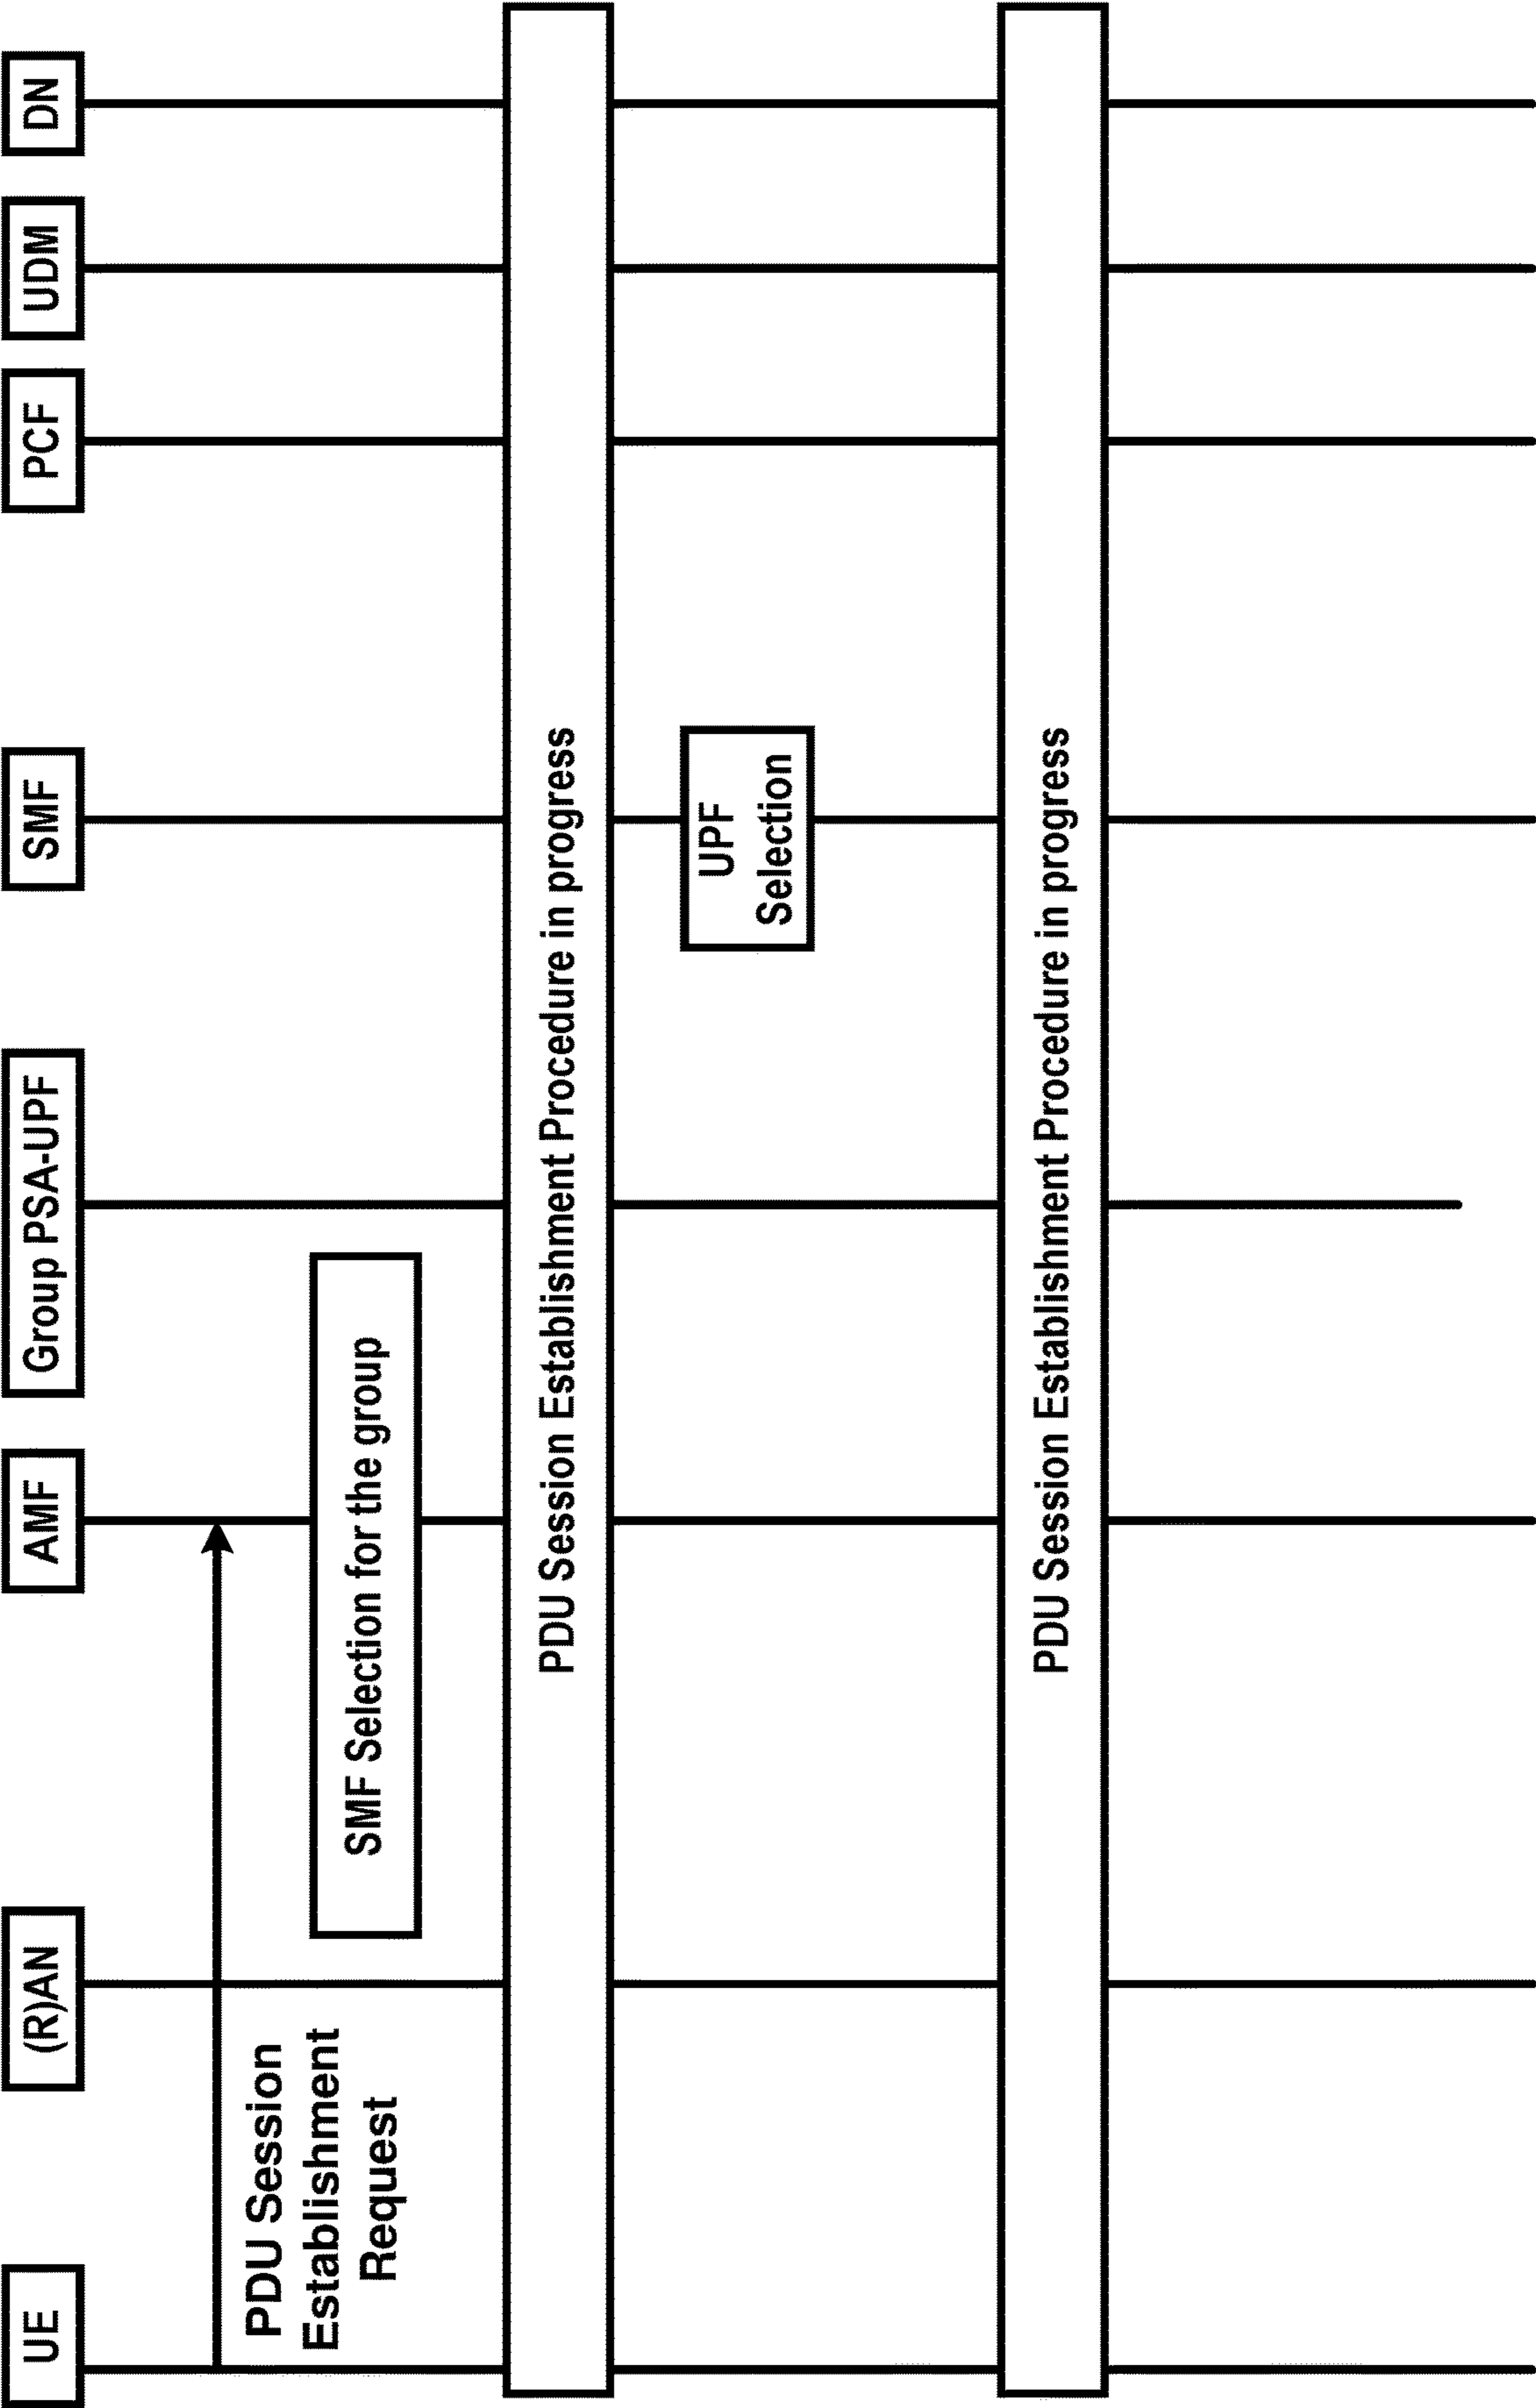 UE
(R)AN
AMF
Group PSA-UPF
SMF
PCF
UDM
DN
PDU Session
Establishment
Request
SMF Selection for the group
PDU Session Establishment Procedure in progress
UPF
Selection
PDU Session Establishment Procedure in progress